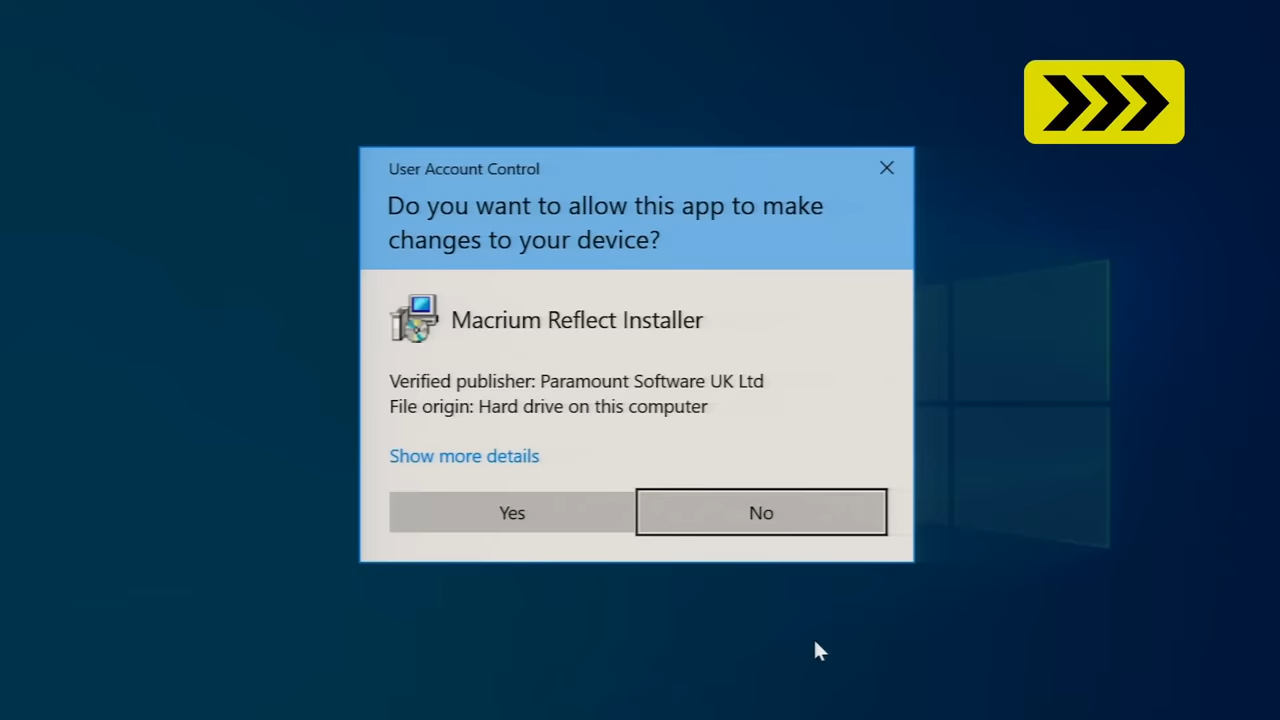 User Account Control
Do you want to allow this app to make
changes to your device?
Macrium Reflect Installer
Verified publisher: Paramount Software UK Ltd
File origin: Hard drive on this computer
Show more details
Yes
No